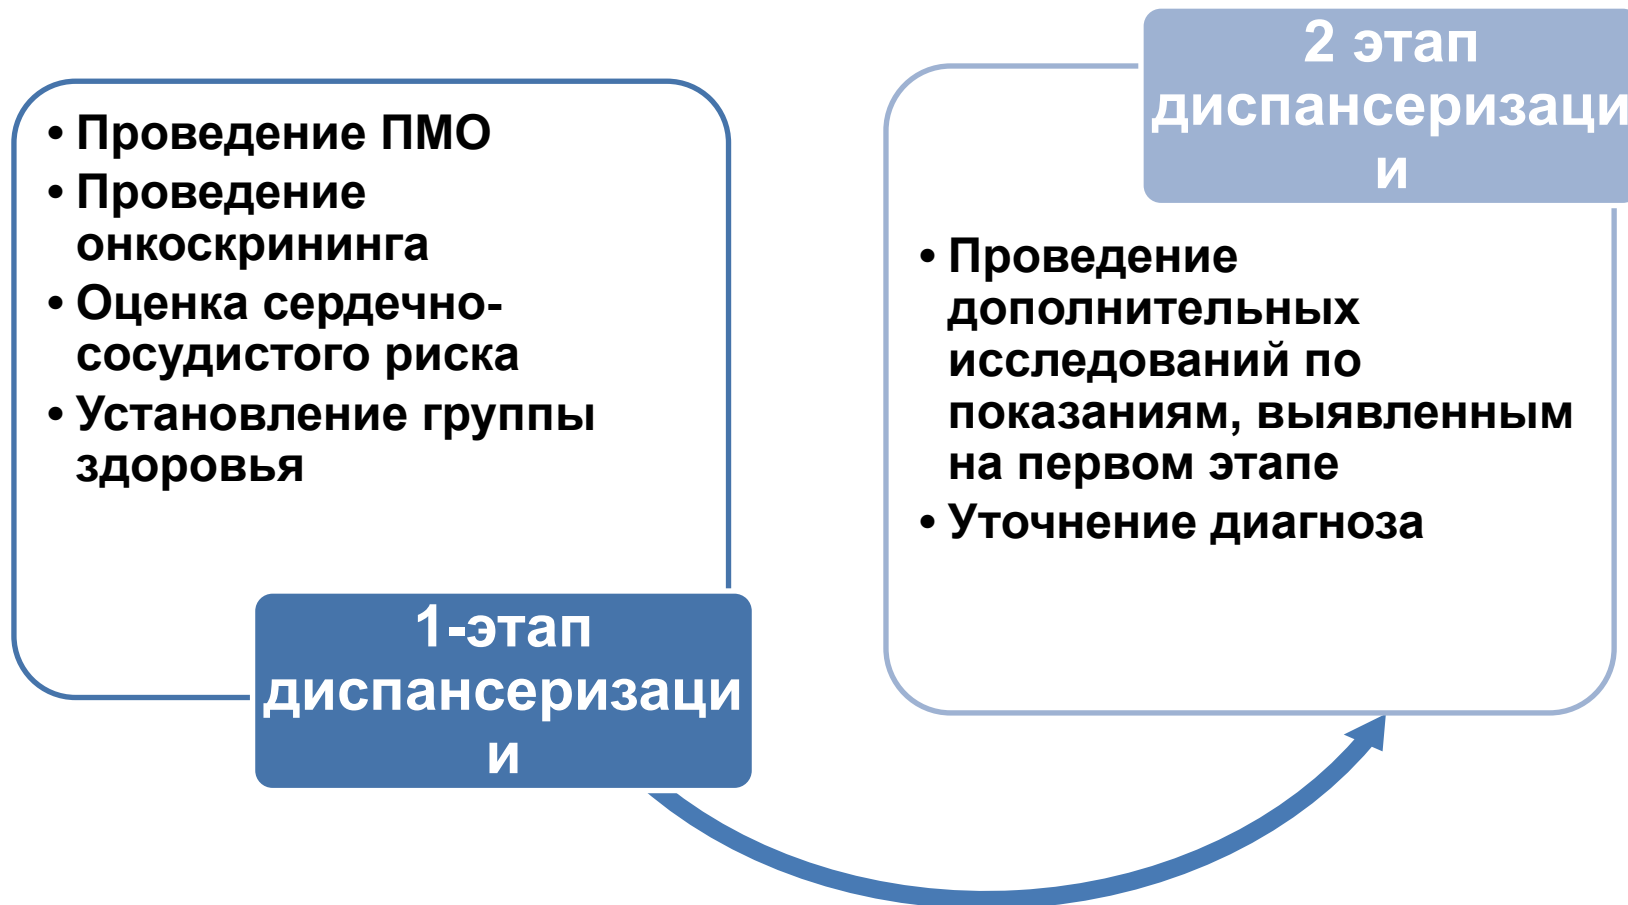 • Проведение ПМО
• Проведение
онкоскрининга
• Оценка сердечно-
сосудистого риска
• Установление группы
здоровья
1-этап
диспансеризаци
и
2 этап
диспансеризаци
и
• Проведение
дополнительных
исследований по
показаниям, выявленным
на первом этапе
• Уточнение диагноза